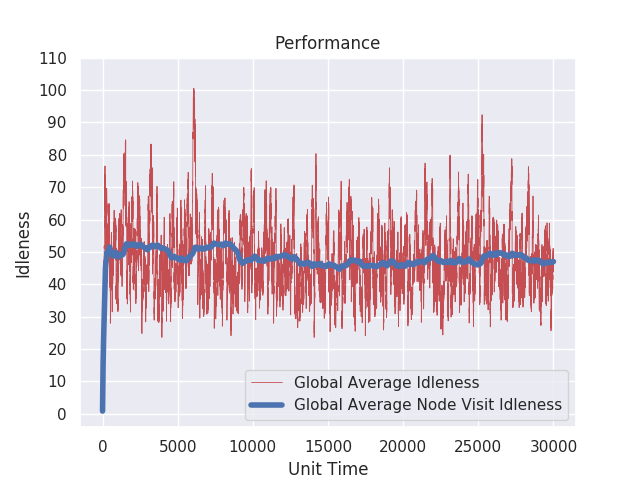 Performance
Idleness
110
100
90
80
70
60
50
40
30
20
10
0
Global Average Idleness
Global Average Node Visit Idleness
0 5000 10000 15000 20000 25000 30000
Unit Time